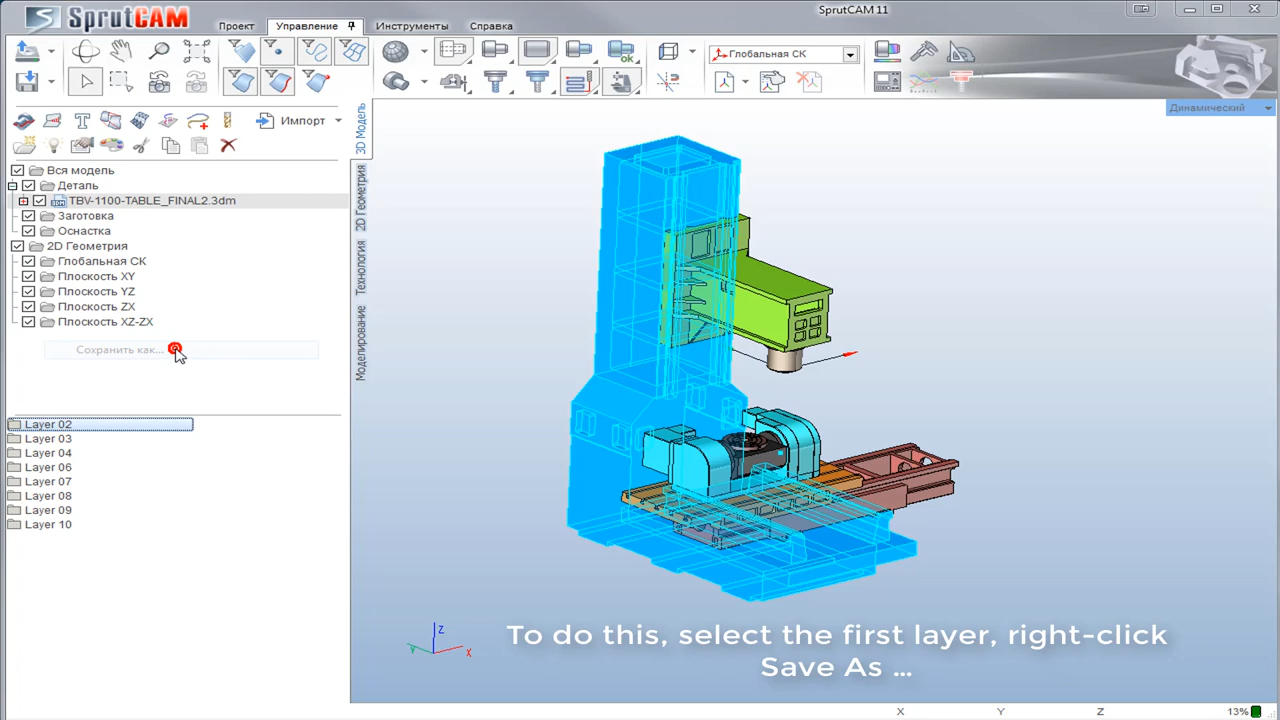 SprutCAM
Проект
Управление
Инструменты
Справка
SprutCAM 11
Глобальная СК
Импорт
Динамический
3D Модель
2D Геометрия
Технология
Моделирование
Вся модель
Деталь
TBV-1100-TABLE_FINAL2.3dm
Заготовка
Оснастка
2D Геометрия
Глобальная СК
Плоскость XY
Плоскость YZ
Плоскость ZX
Плоскость XZ-ZX
Сохранить как...
Layer 02
Layer 03
Layer 04
Layer 06
Layer 07
Layer 08
Layer 09
Layer 10
Z
Y
X
To do this, select the first layer, right-click
Save As ...
X
Y
Z
13%